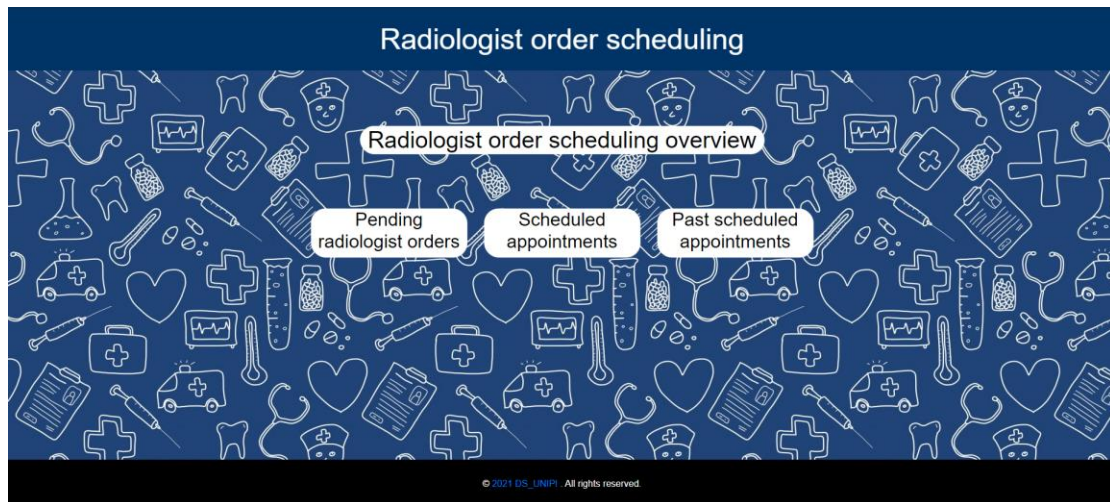 Radiologist order scheduling
Radiologist order scheduling overview
Pending
radiologist orders
Scheduled
appointments
Past scheduled
appointments
© 2021 DS_UNIPI . All rights reserved.